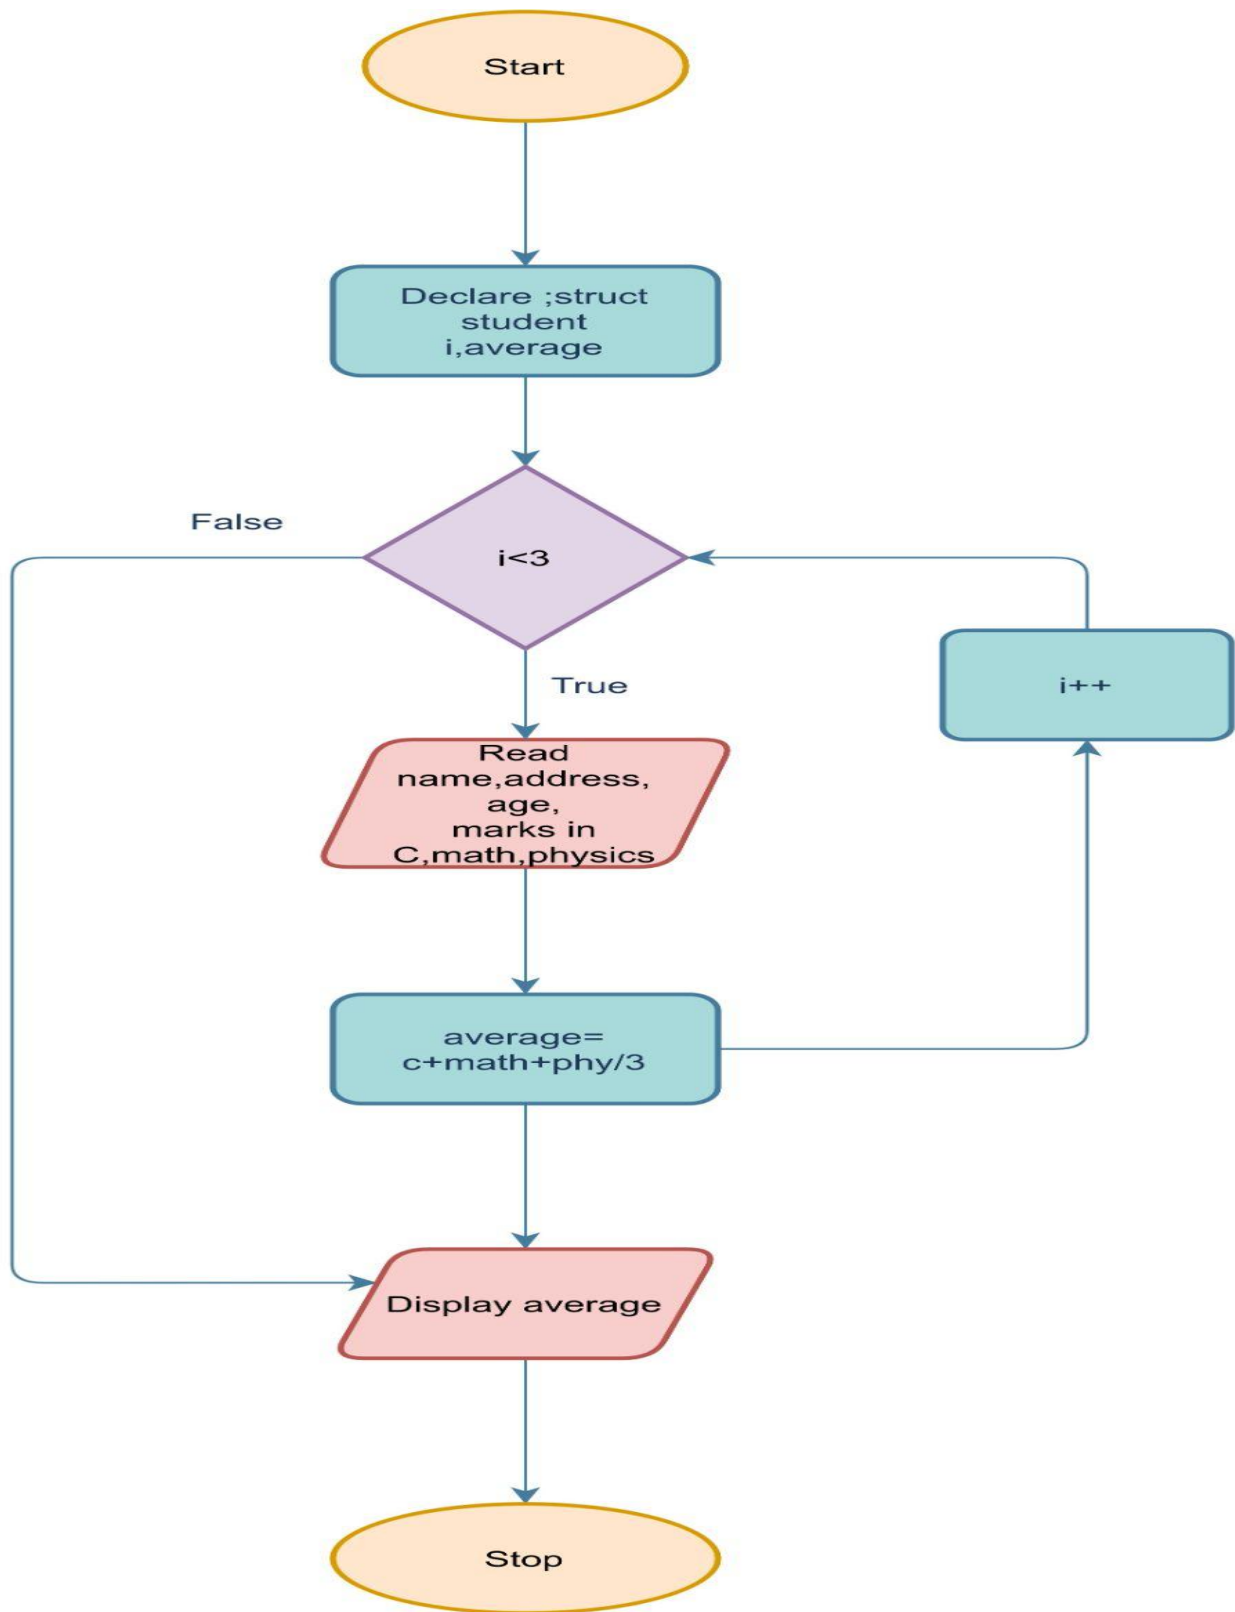 Start
Declare ;struct
student
i,average
False
i<3
True
i++
Read
name,address,
age,
marks in
C,math,physics
average=
c+math+phy/3
Display average
Stop